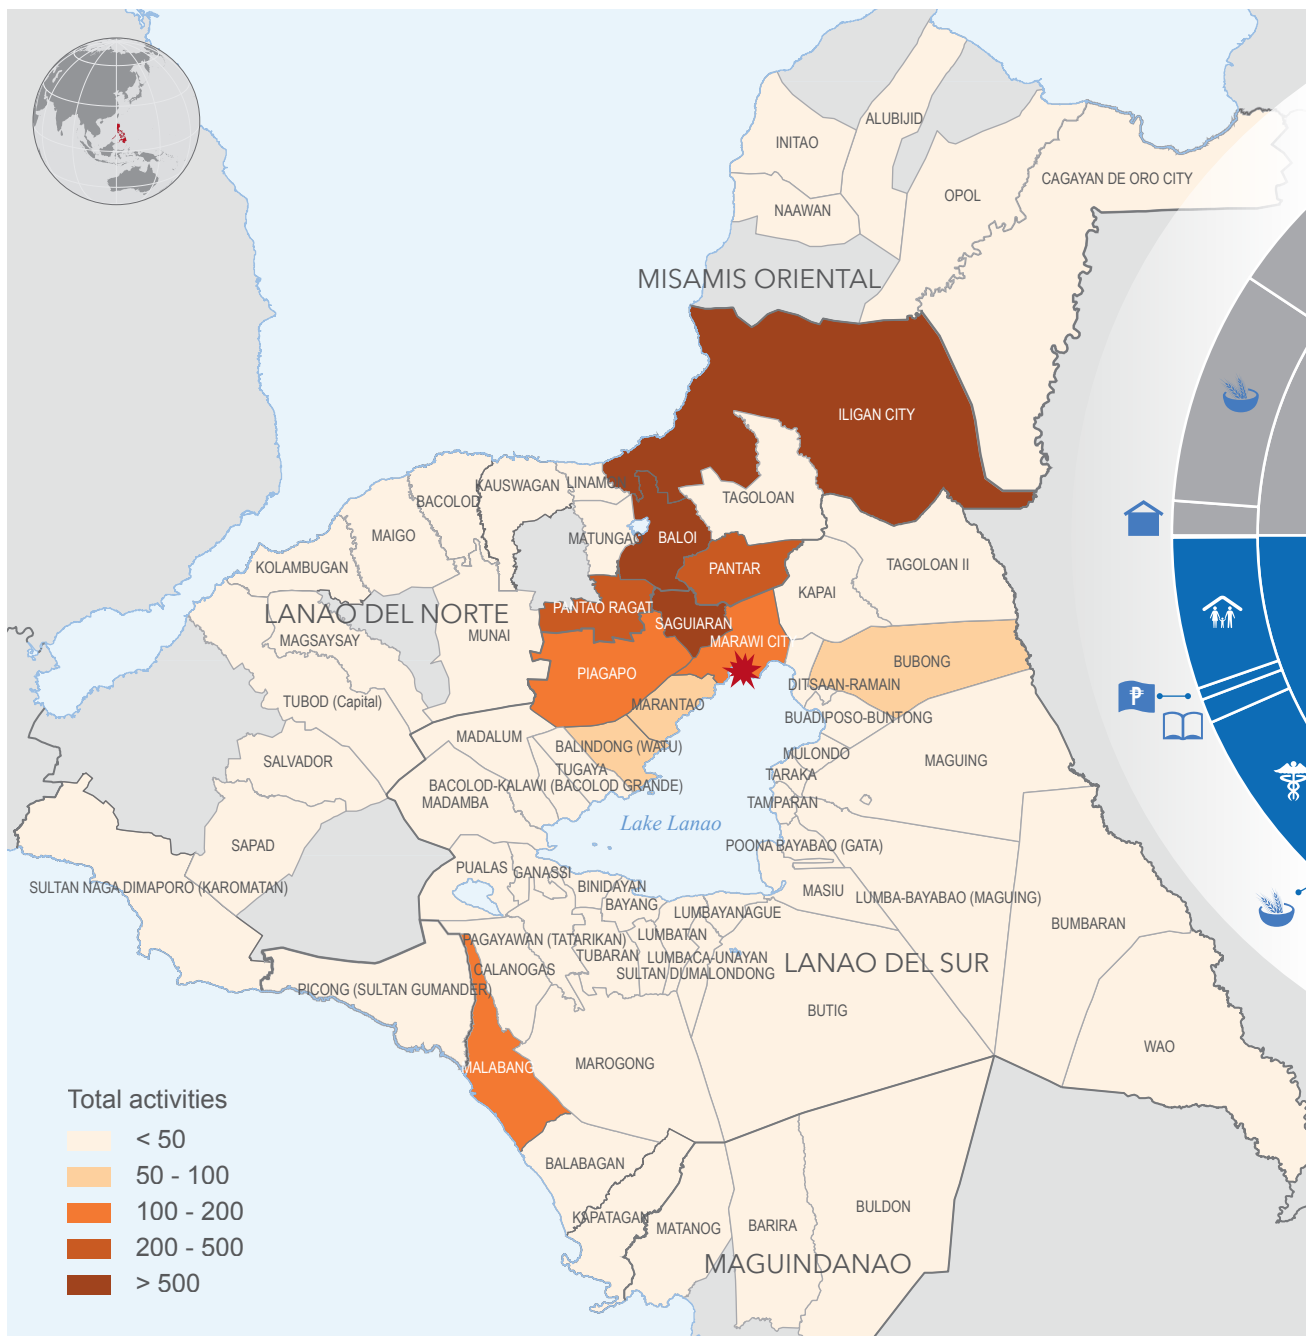 ALUBIJID
INITAO
CAGAYAN DE ORO CITY
OPOL
NAAWAN
MISAMIS ORIENTAL
ILIGAN CITY
LINAMON
KAUSWAGAN
BACOLOD
TAGOLOAN
MAIGO
MATUNGAO
BALOI
KOLAMBUGAN
TAGOLOAN II
PANTAR
KAPAI
PANTAO RAGAT
LANAO DEL NORTE
SAGUIARAN
MAGSAYSAY
MUNAI
MARAWI CIT
BUBONG
PIAGAPO
DITSAAN-RAMAIN
TUBOD (Capital)
MARANTAO
BUADIPOSO-BUNTONG
MADALUM
BALINDONG (WATU)
MULONDO
SALVADOR
MAGUING
TUGAYA
TARAKA
BACOLOD-KALAWI (BACOLOD GRANDE)
MADAMBA
TAMPARAN
Lake Lanao
SAPAD
POONA BAYABAO (GATA)
PUALAS
GANASSI
SULTAN NAGA DIMAPORO (KAROMATAN)
BINIDAYAN
MASIU
LUMBA-BAYABAO (MAGUING)
BAYANG
LUMBAYANAGUE
BUMBARAN
PAGAYAWAN (TATARIKAN)
LUMBATAN
TUBARAN
LUMBACA-UNAYAN
LANAO DEL SUR
CALANOGAS
SULTAN DUMALONDONG
PICONG (SULTAN GUMANDER)
BUTIG
WAO
MAROGONG
MALABANG
Total activities
< 50
50 - 100
100 - 200
200 - 500
> 500
BALABAGAN
BULDON
KAPATAGAN
MATANOG
BARIRA
MAGUINDANAO